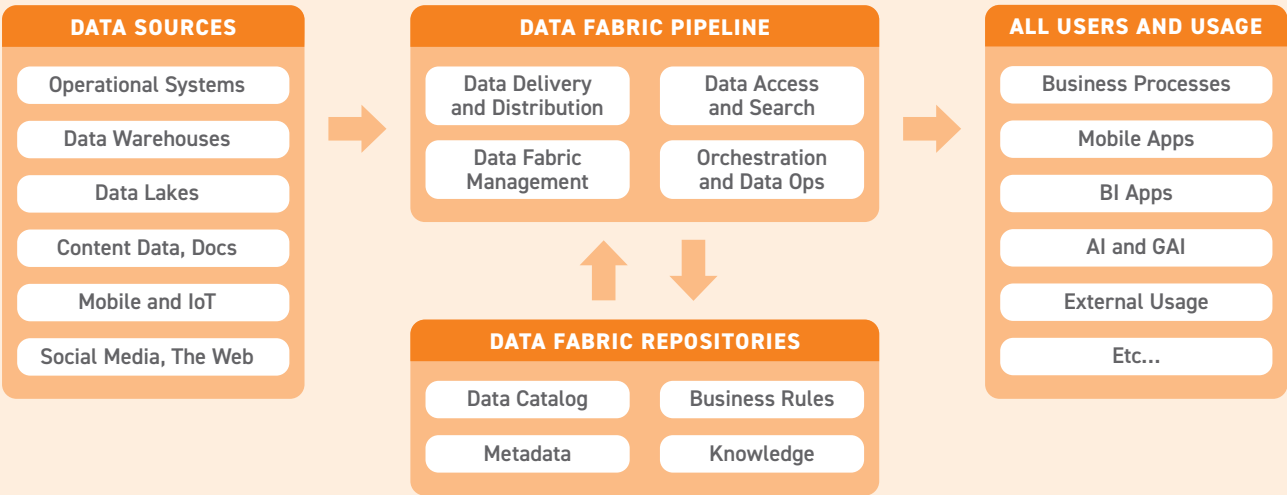 DATA SOURCES
Operational Systems
Data Warehouses
Data Lakes
Content Data, Docs
Mobile and IoT
Social Media, The Web
DATA FABRIC PIPELINE
Data Delivery
and Distribution
Data Access
and Search
Data Fabric
Management
Orchestration
and Data Ops
DATA FABRIC REPOSITORIES
Data Catalog
Business Rules
Metadata
Knowledge
ALL USERS AND USAGE
Business Processes
Mobile Apps
BI Apps
AI and GAI
External Usage
Etc...